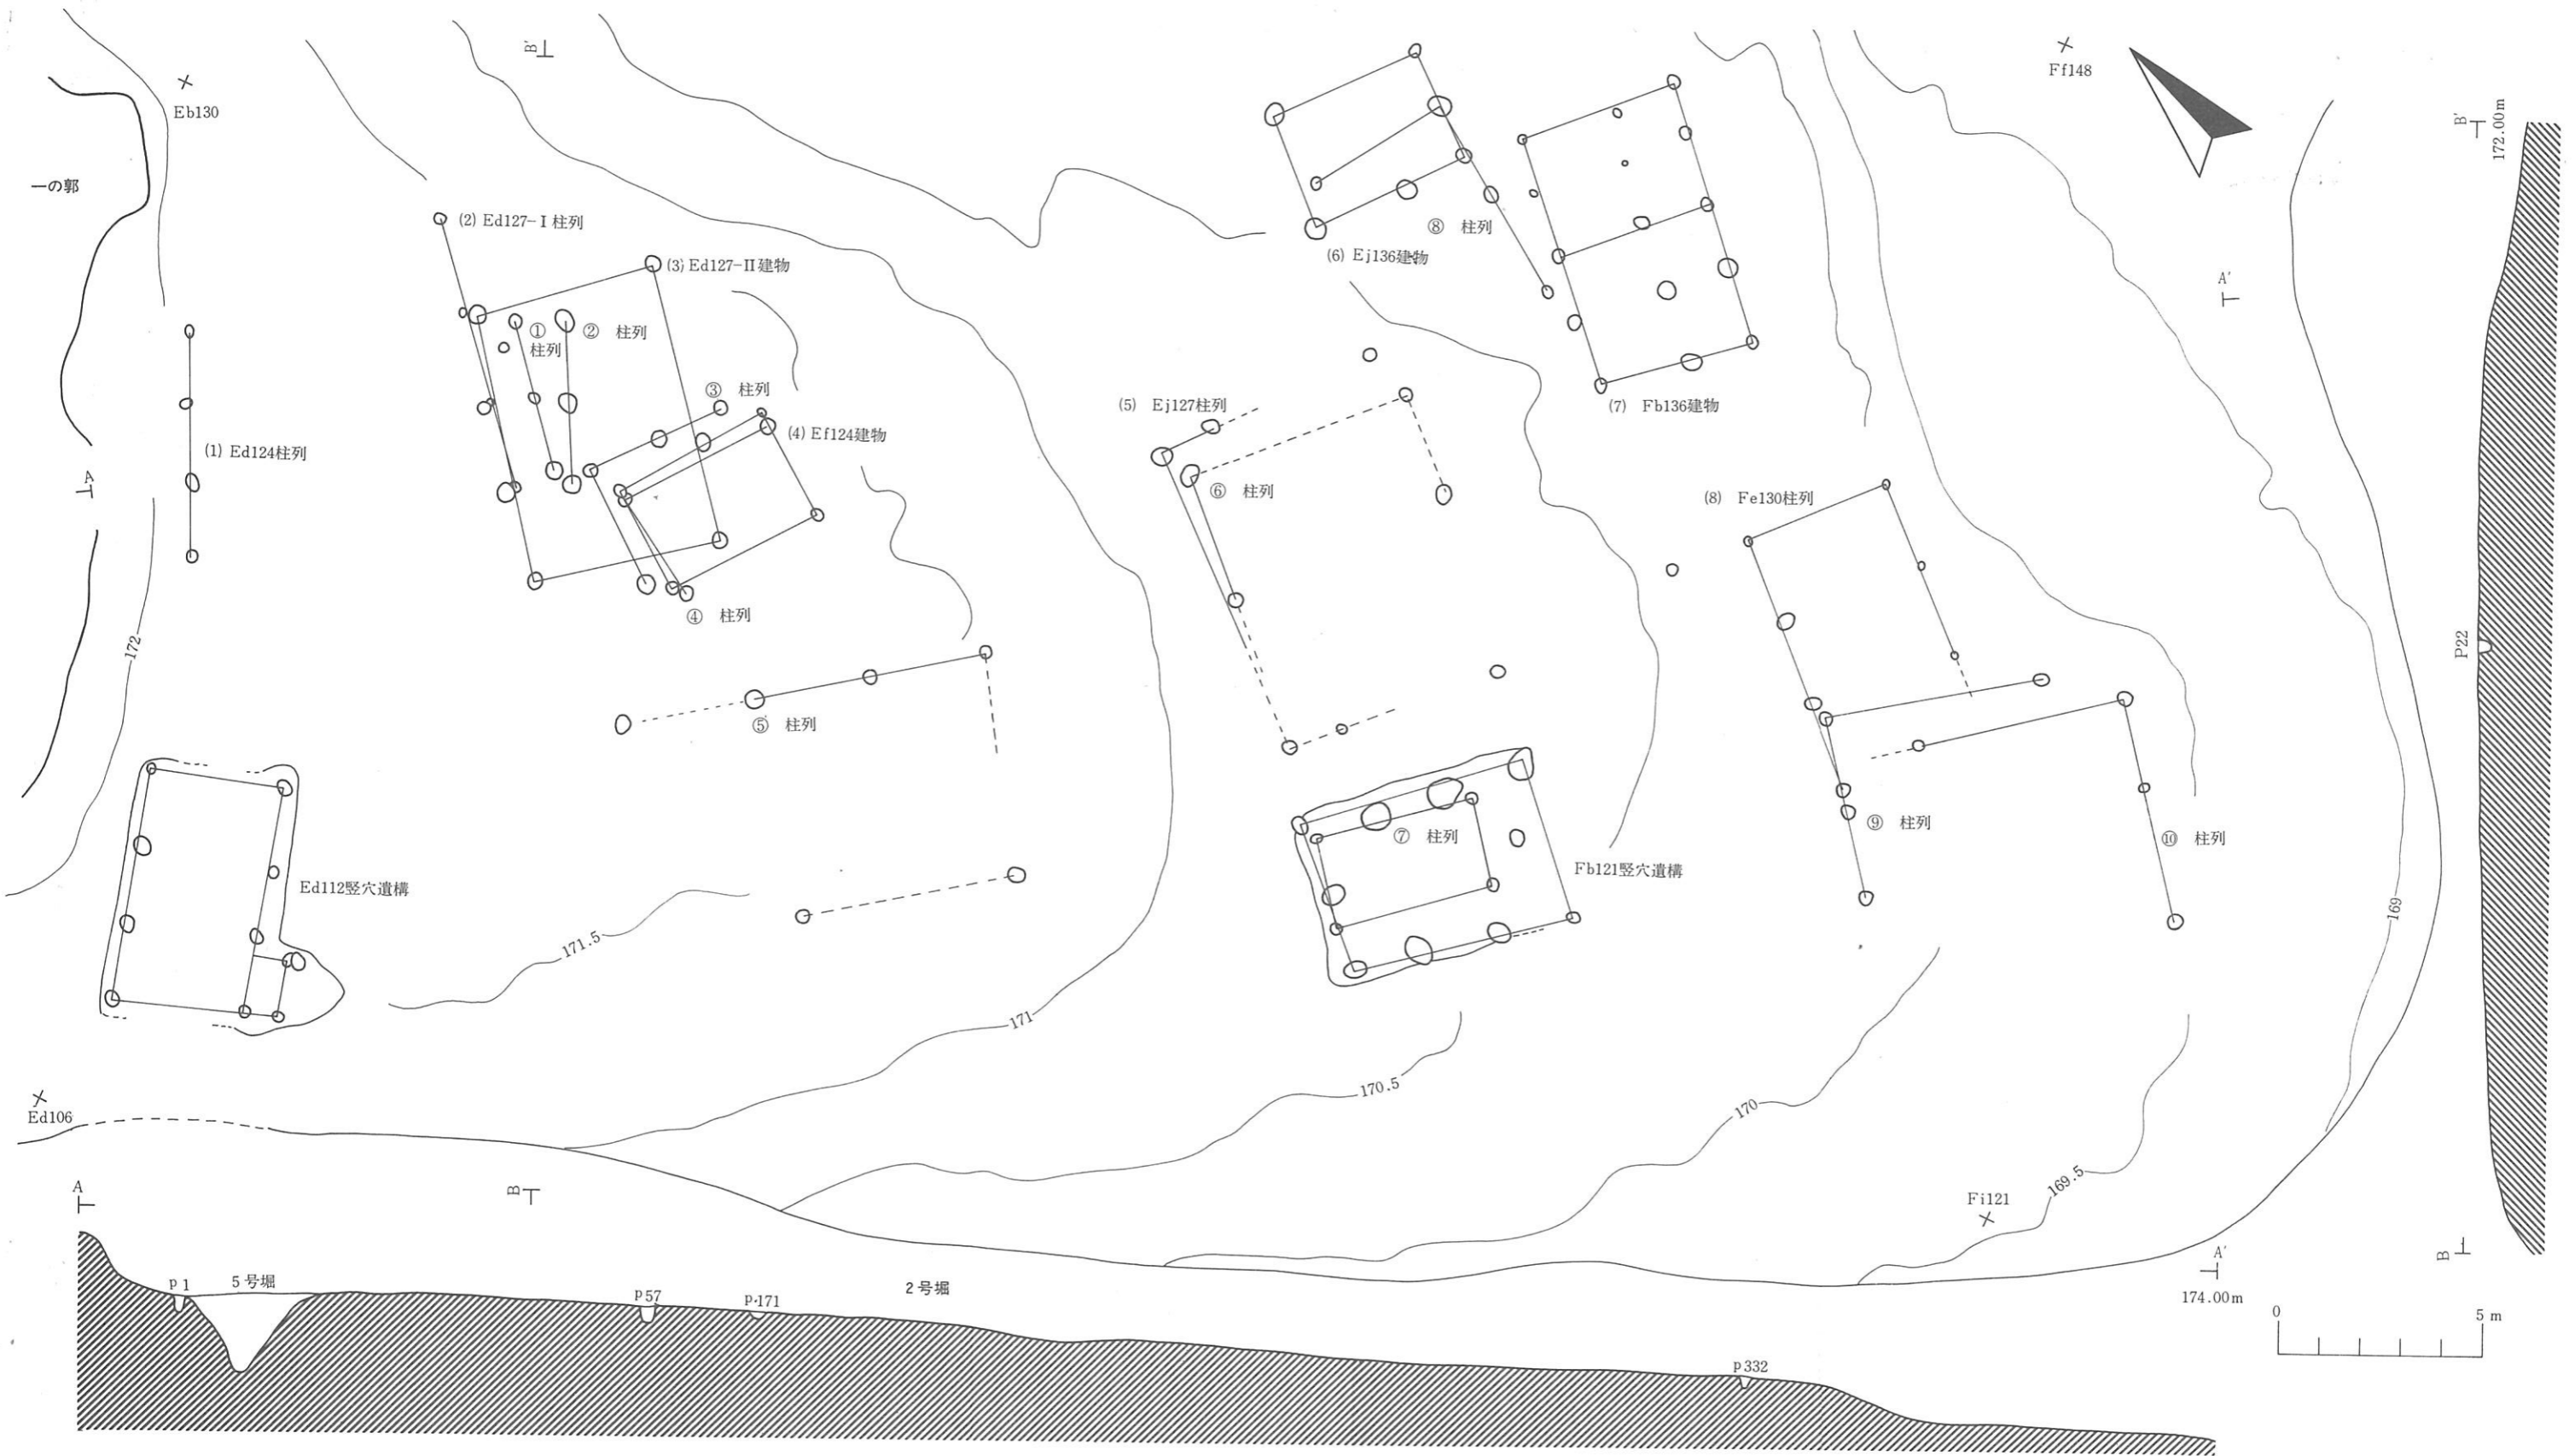 B'
Ff148
Eb130
B'
172.00m
一の郭
(2) Ed127-I 柱列
⑧ 柱列
(6) Ej136建物
(3) Ed127-II建物
A'
① 柱列
② 柱列
③ 柱列
(5) Ej127柱列
(7) Fb136建物
(4) Ef124建物
(1) Ed124柱列
A
⑥ 柱列
(8) Fe130柱列
④ 柱列
172
P22
⑤ 柱列
⑦ 柱列
⑨ 柱列
⑩ 柱列
Fb121竪穴遺構
Ed112竪穴遺構
169
171.5
171
170.5
170
Ed106
169.5
A
B
Fi121
B
A'
174.00m
p 1
5号堀
2号堀
p57
p·171
0
5 m
p332